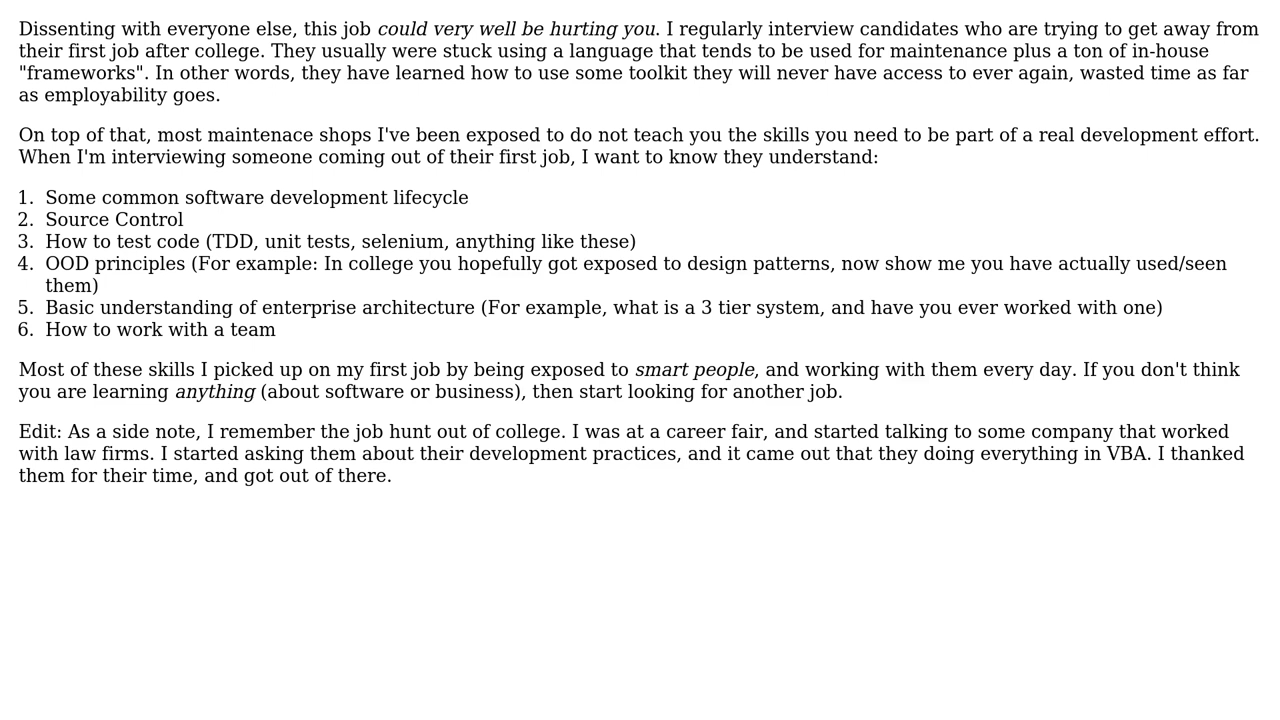 Dissenting with everyone else, this job could very well be hurting you. I regularly interview candidates who are trying to get away from
their first job after college. They usually were stuck using a language that tends to be used for maintenance plus a ton of in-house
"frameworks". In other words, they have learned how to use some toolkit they will never have access to ever again, wasted time as far
as employability goes.
On top of that, most maintenace shops I've been exposed to do not teach you the skills you need to be part of a real development effort.
When I'm interviewing someone coming out of their first job, I want to know they understand:
1. Some common software development lifecycle
2. Source Control
3. How to test code (TDD, unit tests, selenium, anything like these)
4. OOD principles (For example: In college you hopefully got exposed to design patterns, now show me you have actually used/seen
them)
5. Basic understanding of enterprise architecture (For example, what is a 3 tier system, and have you ever worked with one)
6. How to work with a team
Most of these skills I picked up on my first job by being exposed to smart people, and working with them every day. If you don't think
you are learning anything (about software or business), then start looking for another job.
Edit: As a side note, I remember the job hunt out of college. I was at a career fair, and started talking to some company that worked
with law firms. I started asking them about their development practices, and it came out that they doing everything in VBA. I thanked
them for their time, and got out of there.